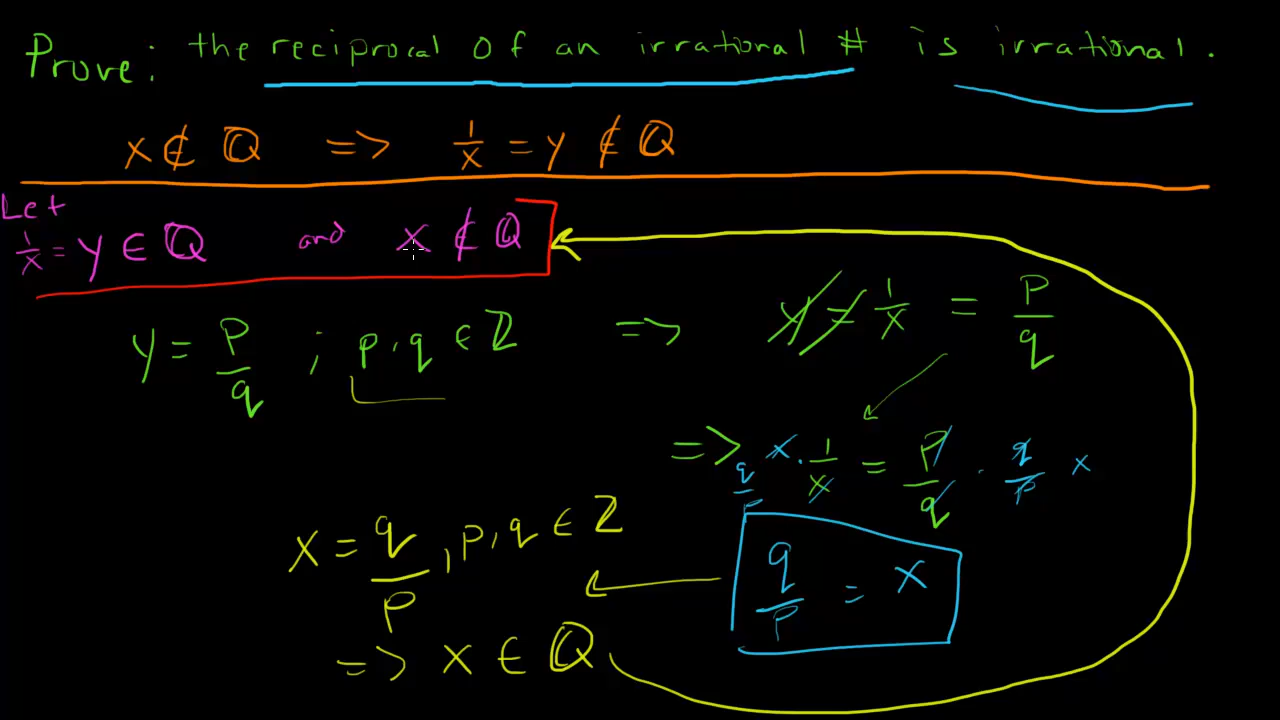 Prove: the reciprocal of an irrational # is irrational.
x ∉ ℚ => 1/x = y ∉ ℚ
Let
1/x = y ∈ ℚ and x ∉ ℚ
y = p/q ; p, q ∈ ℤ => y = 1/x = p/q
=> q/p x · 1/x = p/q · q/p x
q/p = x
x = q/p, p, q ∈ ℤ
=> x ∈ ℚ